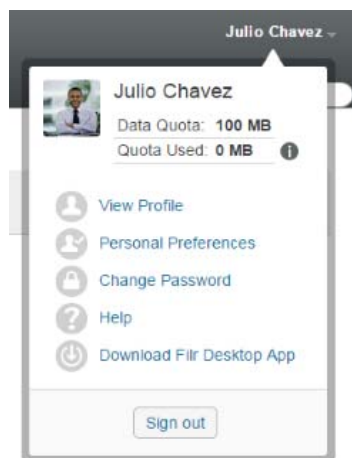 Julio Chavez
Julio Chavez
Data Quota: 100 MB
Quota Used: 0 MB
View Profile
Personal Preferences
Change Password
Help
Download Filr Desktop App
Sign out